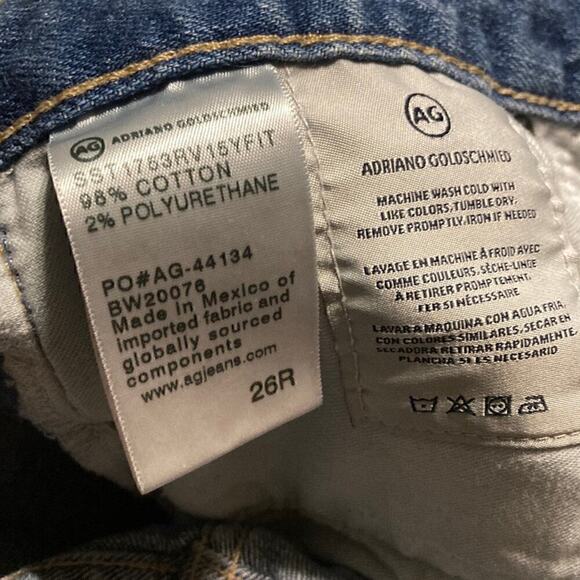 AG ADRIANO GOLDSCHMIED
SST1753RV15YFIT
98% COTTON
2% POLYURETHANE
PO#AG-44134
BW20076
Made in Mexico of
imported fabric and
globally sourced
components
www.agjeans.com
26R
AG
ADRIANO GOLDSCHMIED
MACHINE WASH COLD WITH
LIKE COLORS, TUMBLE DRY,
REMOVE PROMPTLY, IRON IF NEEDED
LAVAGE EN MACHINE À FROID AVEC
COMME COULEURS, SÈCHE-LINGE
À RETIRER PROMPTEMENT,
FER SI NÉCESSAIRE
LAVAR A MAQUINA CON AGUA FRIA,
CON COLORES SIMILARES, SECAR EN
SECADORA RETIRAR RAPIDAMENTE
PLANCHA SI ES NECESARIO